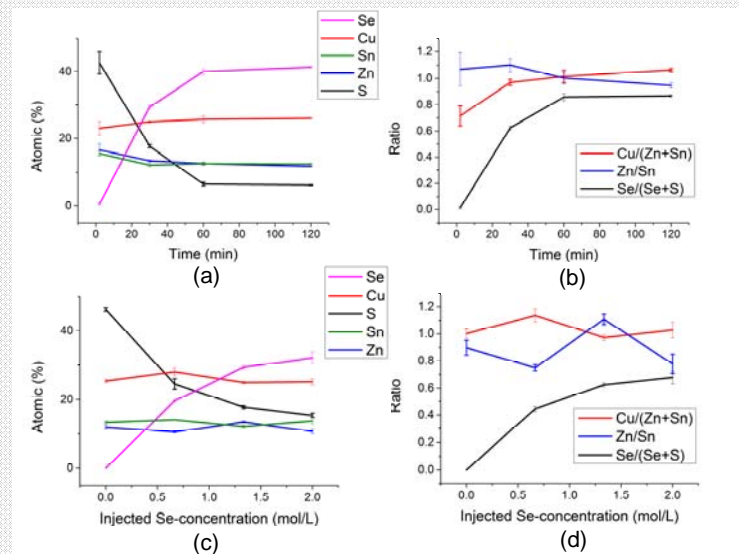 Se
Cu
Sn
Zn
S
Atomic (%)
40
20
0
0 20 40 60 80 100 120
Time (min)
(a)
Ratio
1.2
1.0
0.8
0.6
0.4
0.2
0.0
Cu/(Zn+Sn)
Zn/Sn
Se/(Se+S)
0 20 40 60 80 100 120
Time (min)
(b)
Se
Cu
S
Sn
Zn
Atomic (%)
40
20
0
0.0 0.5 1.0 1.5 2.0
Injected Se-concentration (mol/L)
(c)
Ratio
1.2
1.0
0.8
0.6
0.4
0.2
0.0
Cu/(Zn+Sn)
Zn/Sn
Se/(Se+S)
0.0 0.5 1.0 1.5 2.0
Injected Se-concentration (mol/L)
(d)